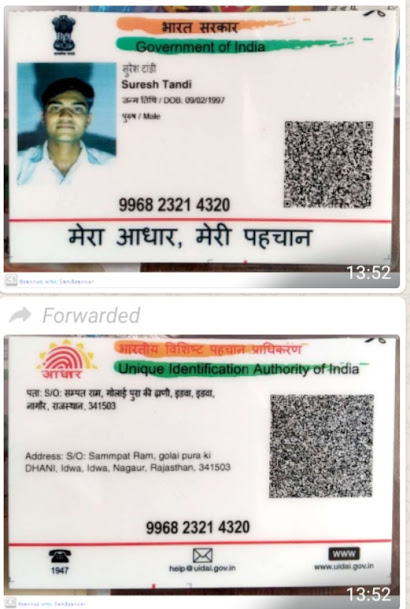 भारत सरकार
Government of India
सुरेश टांडी
Suresh Tandi
जन्म तिथि / DOB: 09/02/1997
पुरुष / Male
9968 2321 4320
मेरा आधार, मेरी पहचान
CS Scanned with CamScanner
13:52
Forwarded
आधार
भारतीय विशिष्ट पहचान प्राधिकरण
Unique Identification Authority of India
पता: S/O: सम्पत राम, गोलाई पुरा की ढाणी, इडवा, इडवा,
नागौर, राजस्थान, 341503
Address: S/O: Sammpat Ram, golai pura ki
DHANI, Idwa, Idwa, Nagaur, Rajasthan, 341503
9968 2321 4320
1947
help@uidai.gov.in
WWW
www.uidai.gov.in
CS Scanned with CamScanner
13:52